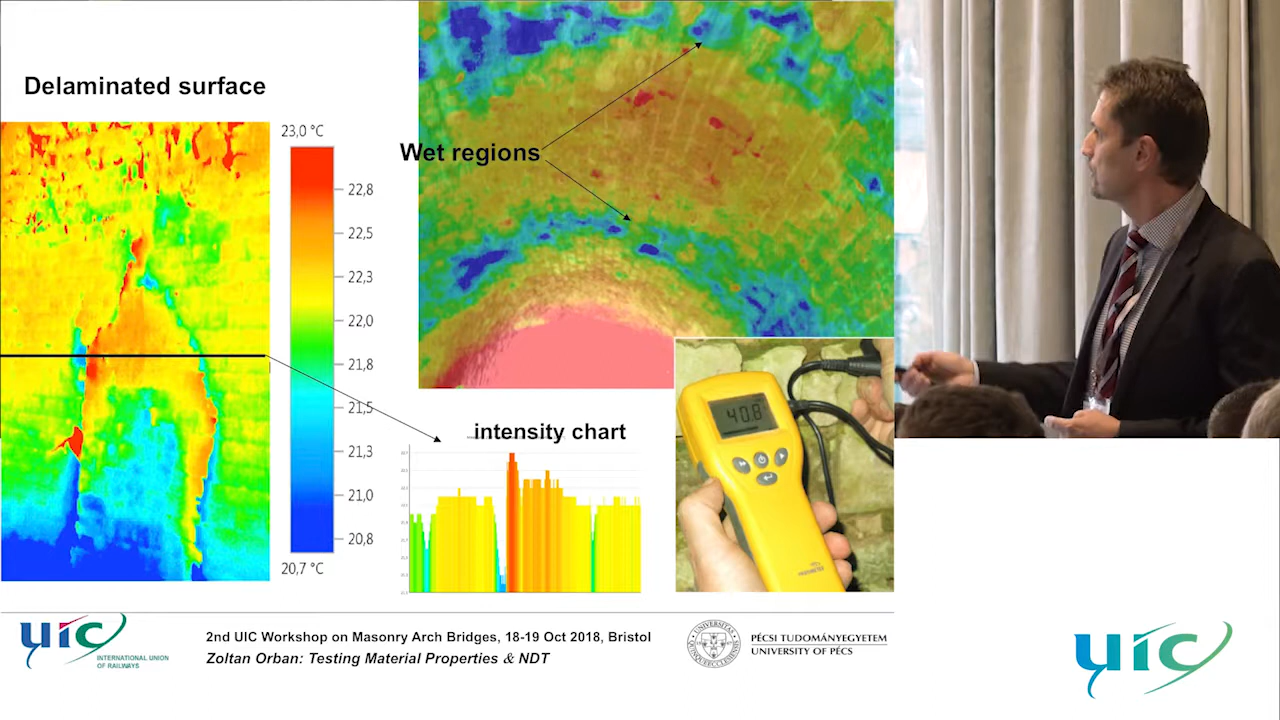 Delaminated surface
23,0 °C
22,8
22,5
22,3
22,0
21,8
21,5
21,3
21,0
20,8
20,7 °C
Wet regions
intensity chart
40.8
uic
INTERNATIONAL UNION
OF RAILWAYS
2nd UIC Workshop on Masonry Arch Bridges, 18-19 Oct 2018, Bristol
Zoltan Orban: Testing Material Properties & NDT
PÉCSI TUDOMÁNYEGYETEM
UNIVERSITY OF PÉCS
uic